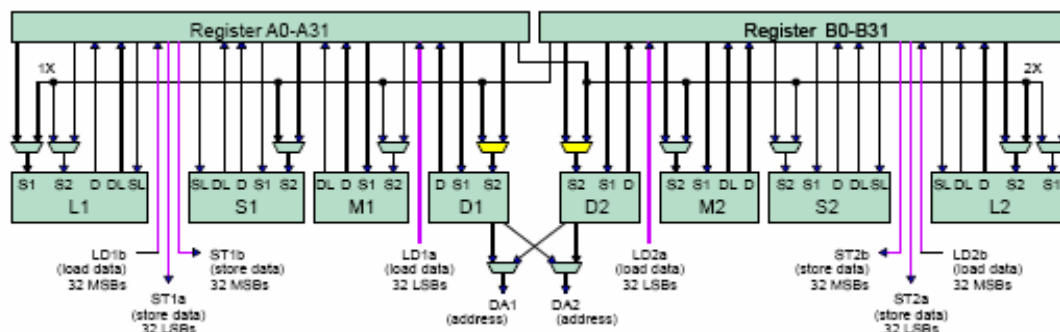 Register A0-A31
Register B0-B31
1X
2X
S1 S2 D DL SL
SL DL D S1 S2
DL D S1 S2
D S1 S2
S2 S1 D
S2 S1 DL D
S2 S1 D DL SL
SL DL D S2 S1
L1
S1
M1
D1
D2
M2
S2
L2
LD1b
(load data)
32 MSBs
ST1a
(store data)
32 LSBs
ST1b
(store data)
32 MSBs
LD1a
(load data)
32 LSBs
DA1
(address)
DA2
(address)
LD2a
(load data)
32 LSBs
ST2b
(store data)
32 MSBs
ST2a
(store data)
32 LSBs
LD2b
(load data)
32 MSBs